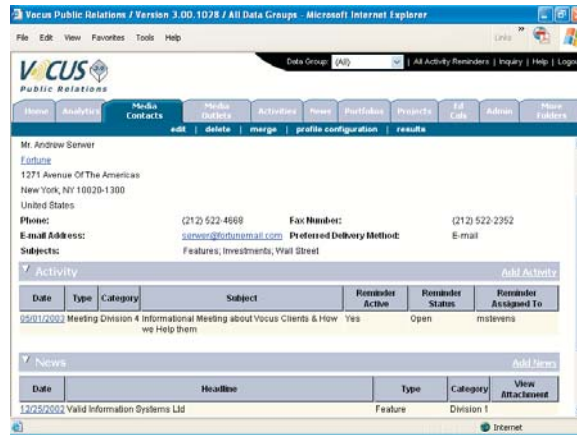 Vocus Public Relations / Version 3.00.1028 / All Data Groups - Microsoft Internet Explorer
File Edit View Favorites Tools Help Links »
VOCUS Public Relations
Data Group: (All) | All Activity Reminders | Inquiry | Help | Logout
Home Analytics Media Contacts Media Outlets Activities News Portfolios Projects Ed Cals Admin More Folders
edit | delete | merge | profile configuration | results
Mr. Andrew Serwer
Fortune
1271 Avenue Of The Americas
New York, NY 10020-1300
United States
Phone: (212) 522-4668 Fax Number: (212) 522-2352
E-mail Address: serwer@fortunemail.com Preferred Delivery Method: E-mail
Subjects: Features; Investments; Wall Street
Activity Add Activity
Date Type Category Subject Reminder Active Reminder Status Reminder Assigned To
05/01/2003 Meeting Division 4 Informational Meeting about Vocus Clients & How we Help them Yes Open mstevens
News Add News
Date Headline Type Category View Attachment
12/25/2002 Valid Information Systems Ltd Feature Division 1
Internet